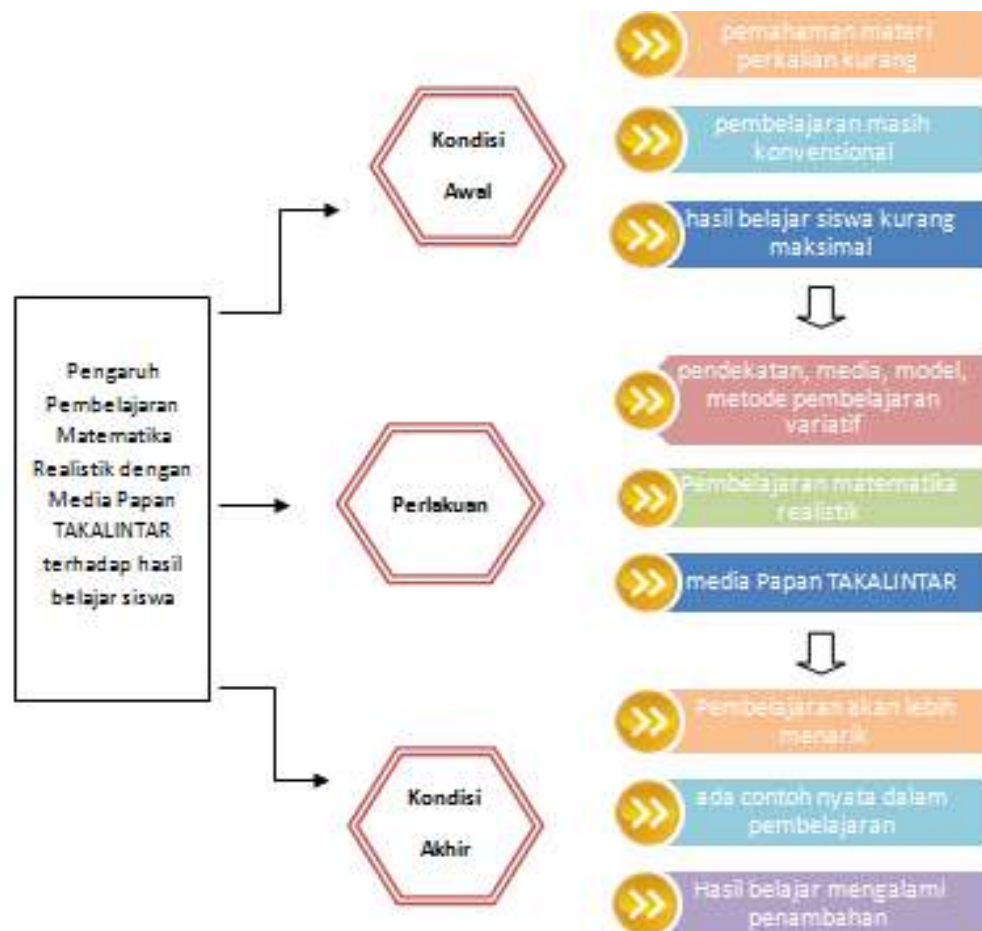 Pengaruh
Pembelajaran
Matematika
Realistik dengan
Media Papan
TAKALINTAR
terhadap hasil
belajar siswa
Kondisi
Awal
pemahaman materi
perkalian kurang
pembelajaran masih
konvensional
hasil belajar siswa kurang
maksimal
Perlakuan
pendekatan, media, model,
metode pembelajaran
variatif
Pembelajaran matematika
realistik
media Papan TAKALINTAR
Kondisi
Akhir
Pembelajaran akan lebih
menarik
ada contoh nyata dalam
pembelajaran
Hasil belajar mengalami
penambahan